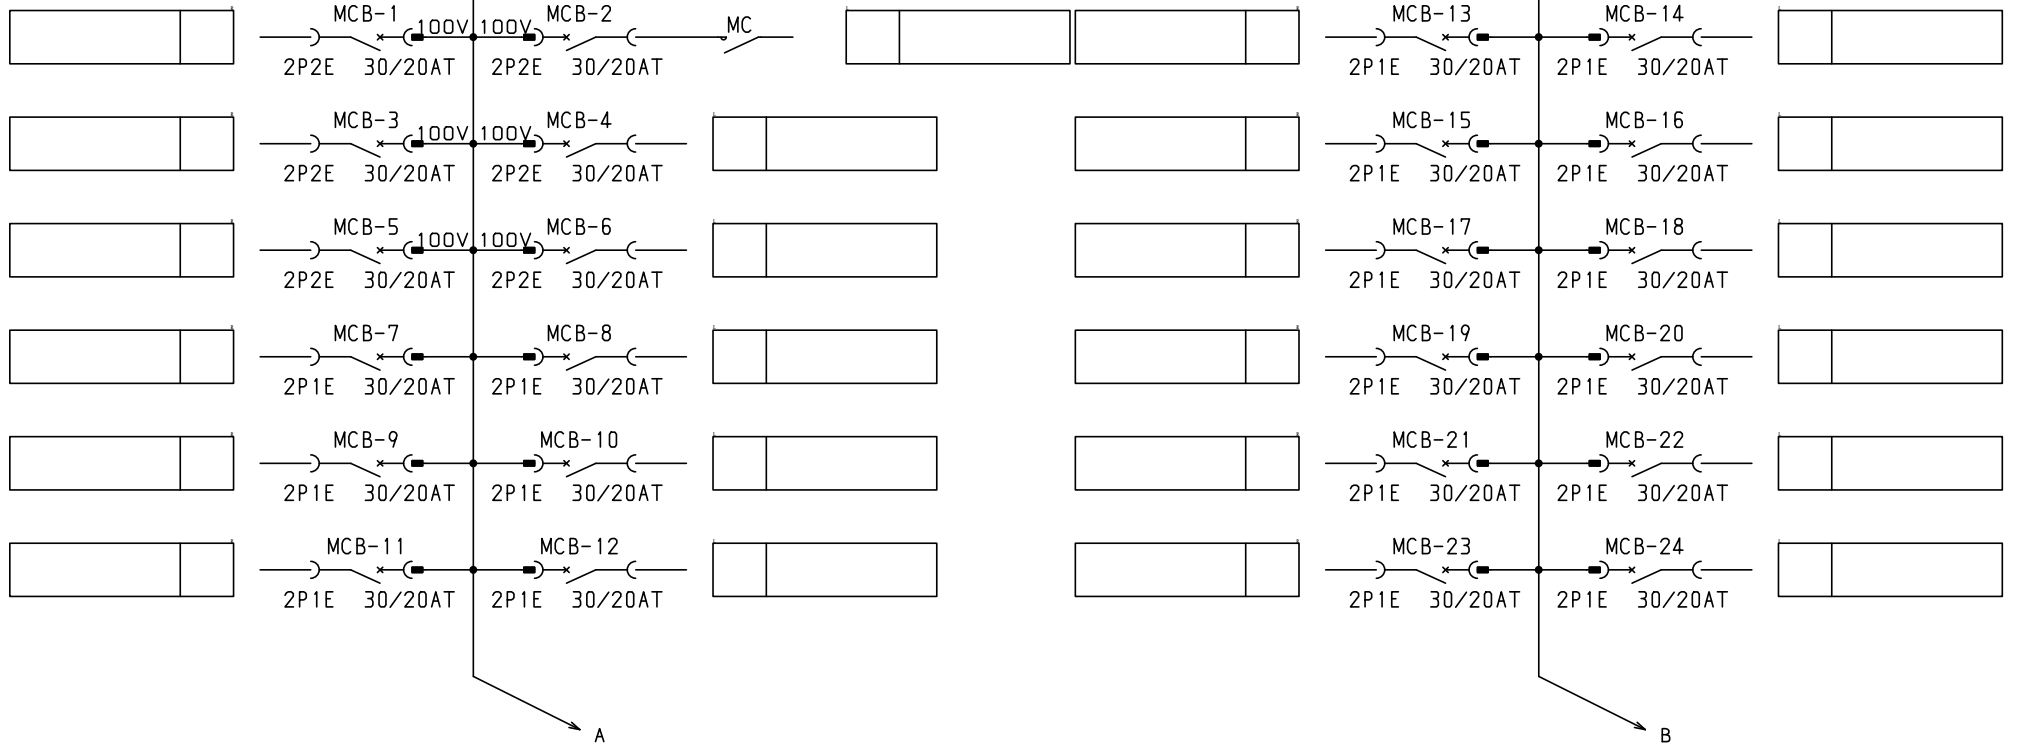 MCB-1 100V 100V MCB-2 MC MCB-13 MCB-14
2P2E 30/20AT 2P2E 30/20AT 2P1E 30/20AT 2P1E 30/20AT
MCB-3 100V 100V MCB-4 MCB-15 MCB-16
2P2E 30/20AT 2P2E 30/20AT 2P1E 30/20AT 2P1E 30/20AT
MCB-5 100V 100V MCB-6 MCB-17 MCB-18
2P2E 30/20AT 2P2E 30/20AT 2P1E 30/20AT 2P1E 30/20AT
MCB-7 MCB-8 MCB-19 MCB-20
2P1E 30/20AT 2P1E 30/20AT 2P1E 30/20AT 2P1E 30/20AT
MCB-9 MCB-10 MCB-21 MCB-22
2P1E 30/20AT 2P1E 30/20AT 2P1E 30/20AT 2P1E 30/20AT
MCB-11 MCB-12 MCB-23 MCB-24
2P1E 30/20AT 2P1E 30/20AT 2P1E 30/20AT 2P1E 30/20AT
A B